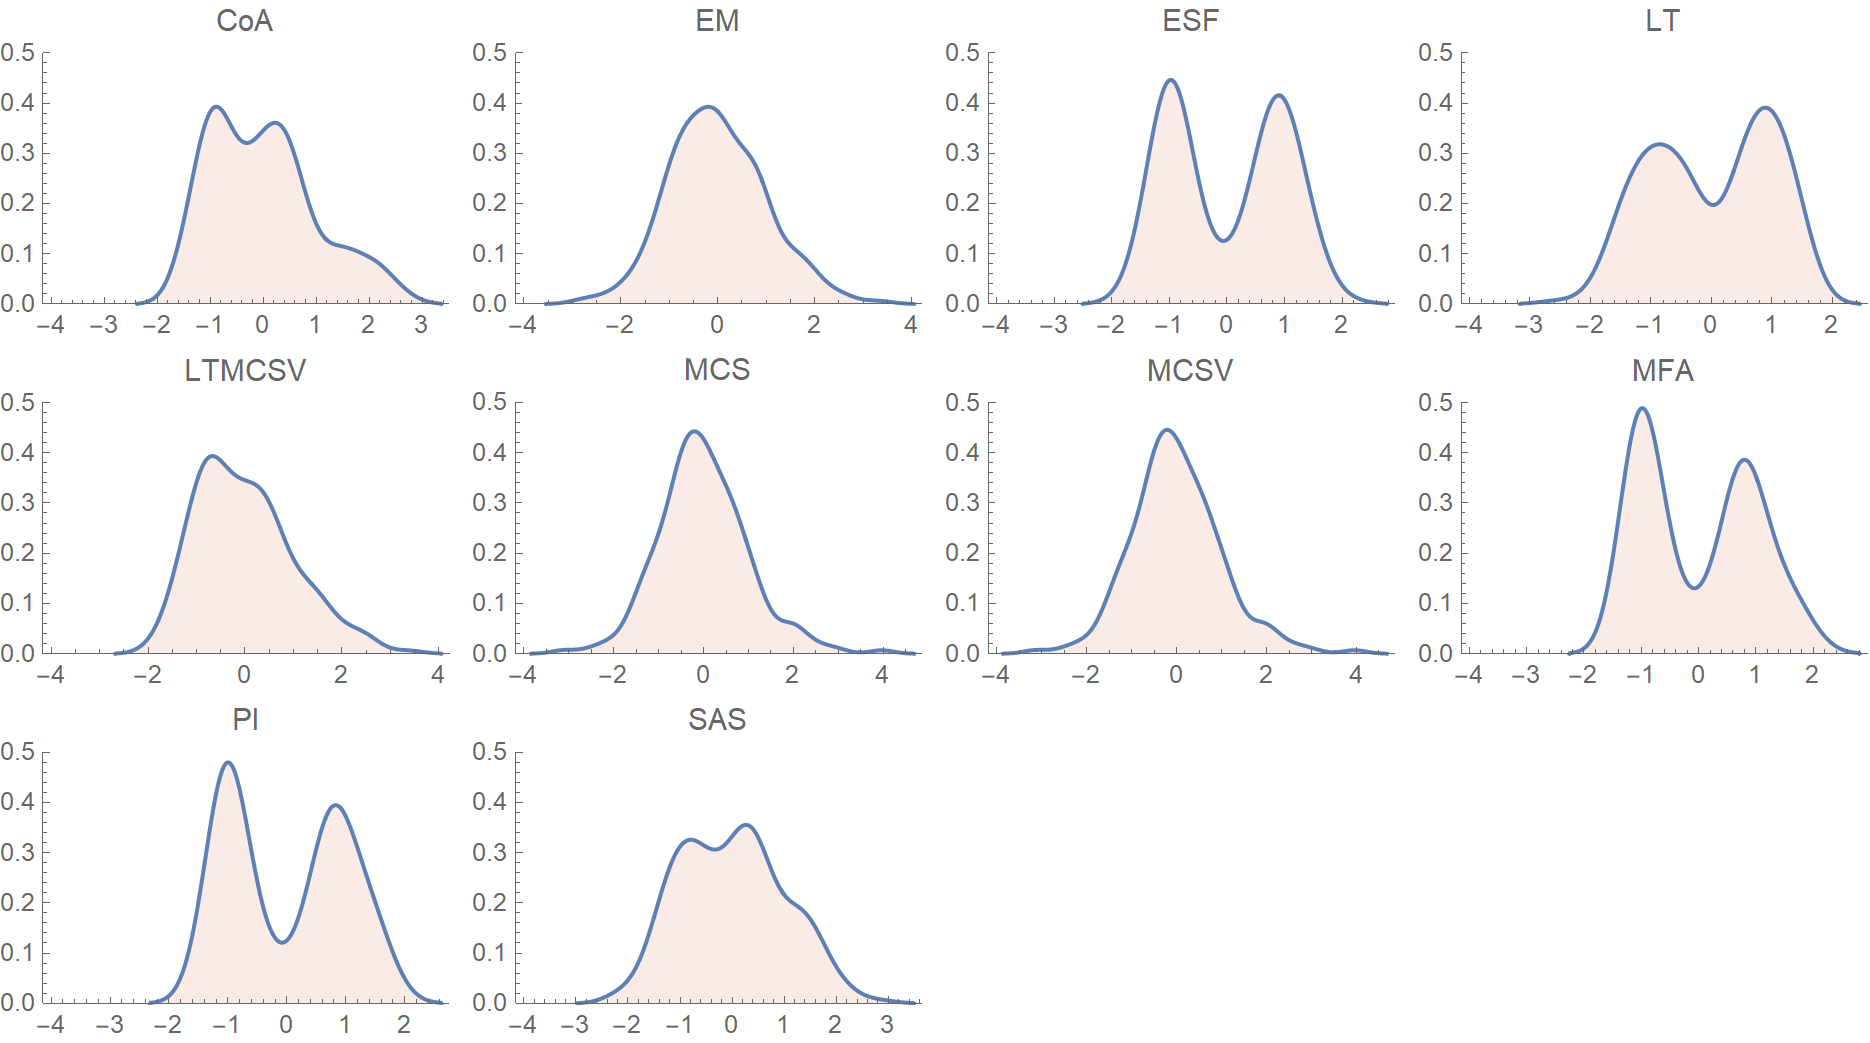 CoA EM ESF LT
0.5 0.5 0.5 0.5
0.4 0.4 0.4 0.4
0.3 0.3 0.3 0.3
0.2 0.2 0.2 0.2
0.1 0.1 0.1 0.1
0.0 0.0 0.0 0.0
−4 −3 −2 −1 0 1 2 3 −4 −2 0 2 4 −4 −3 −2 −1 0 1 2 −4 −3 −2 −1 0 1 2
LTMCSV MCS MCSV MFA
0.5 0.5 0.5 0.5
0.4 0.4 0.4 0.4
0.3 0.3 0.3 0.3
0.2 0.2 0.2 0.2
0.1 0.1 0.1 0.1
0.0 0.0 0.0 0.0
−4 −2 0 2 4 −4 −2 0 2 4 −4 −2 0 2 4 −4 −3 −2 −1 0 1 2
PI SAS
0.5 0.5
0.4 0.4
0.3 0.3
0.2 0.2
0.1 0.1
0.0 0.0
−4 −3 −2 −1 0 1 2 −4 −3 −2 −1 0 1 2 3